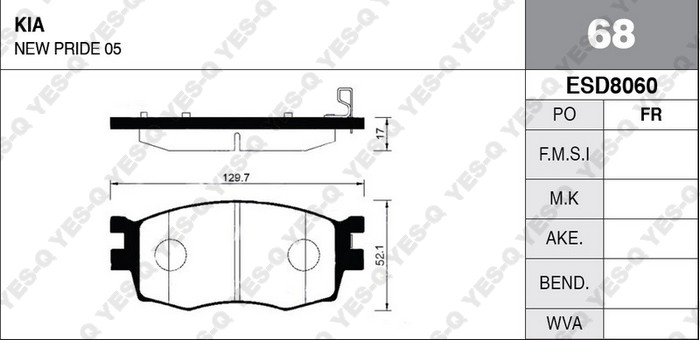 KIA
NEW PRIDE 05
68
ESD8060
PO FR
F.M.S.I
M.K
AKE.
BEND.
WVA
17
129.7
52.1
YES-Q YES-Q YES-Q YES-Q YES-Q